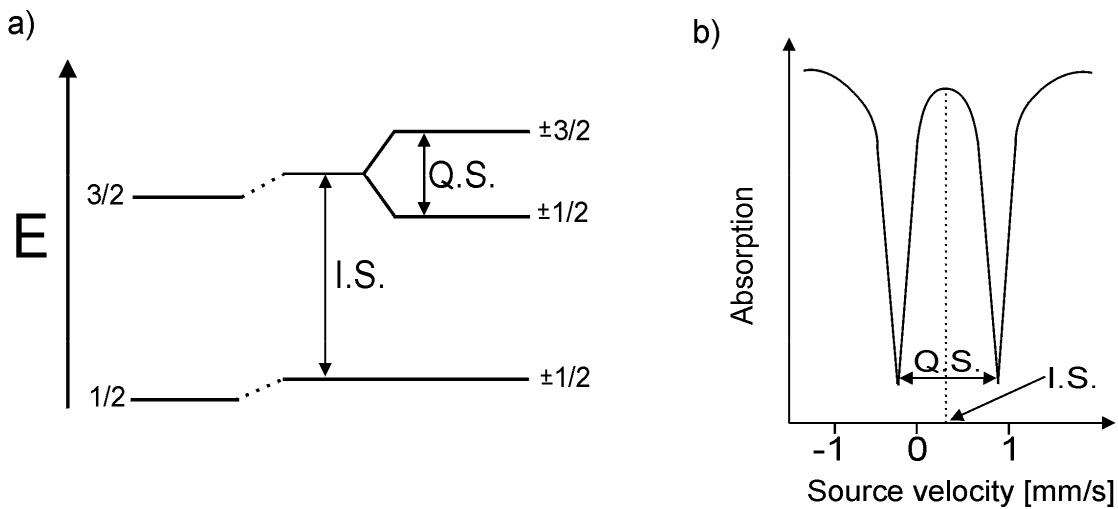 a)
E
3/2
1/2
I.S.
Q.S.
±3/2
±1/2
±1/2
b)
Absorption
Q.S.
I.S.
-1 0 1
Source velocity [mm/s]